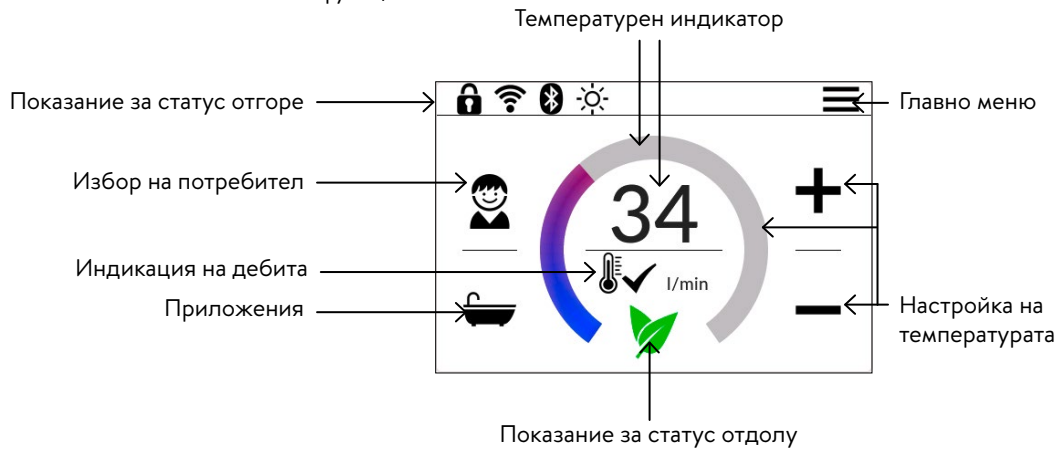 Температурен индикатор
Показание за статус отгоре
Главно меню
Избор на потребител
34
Индикация на дебита
l/min
Приложения
Настройка на
температурата
Показание за статус отдолу